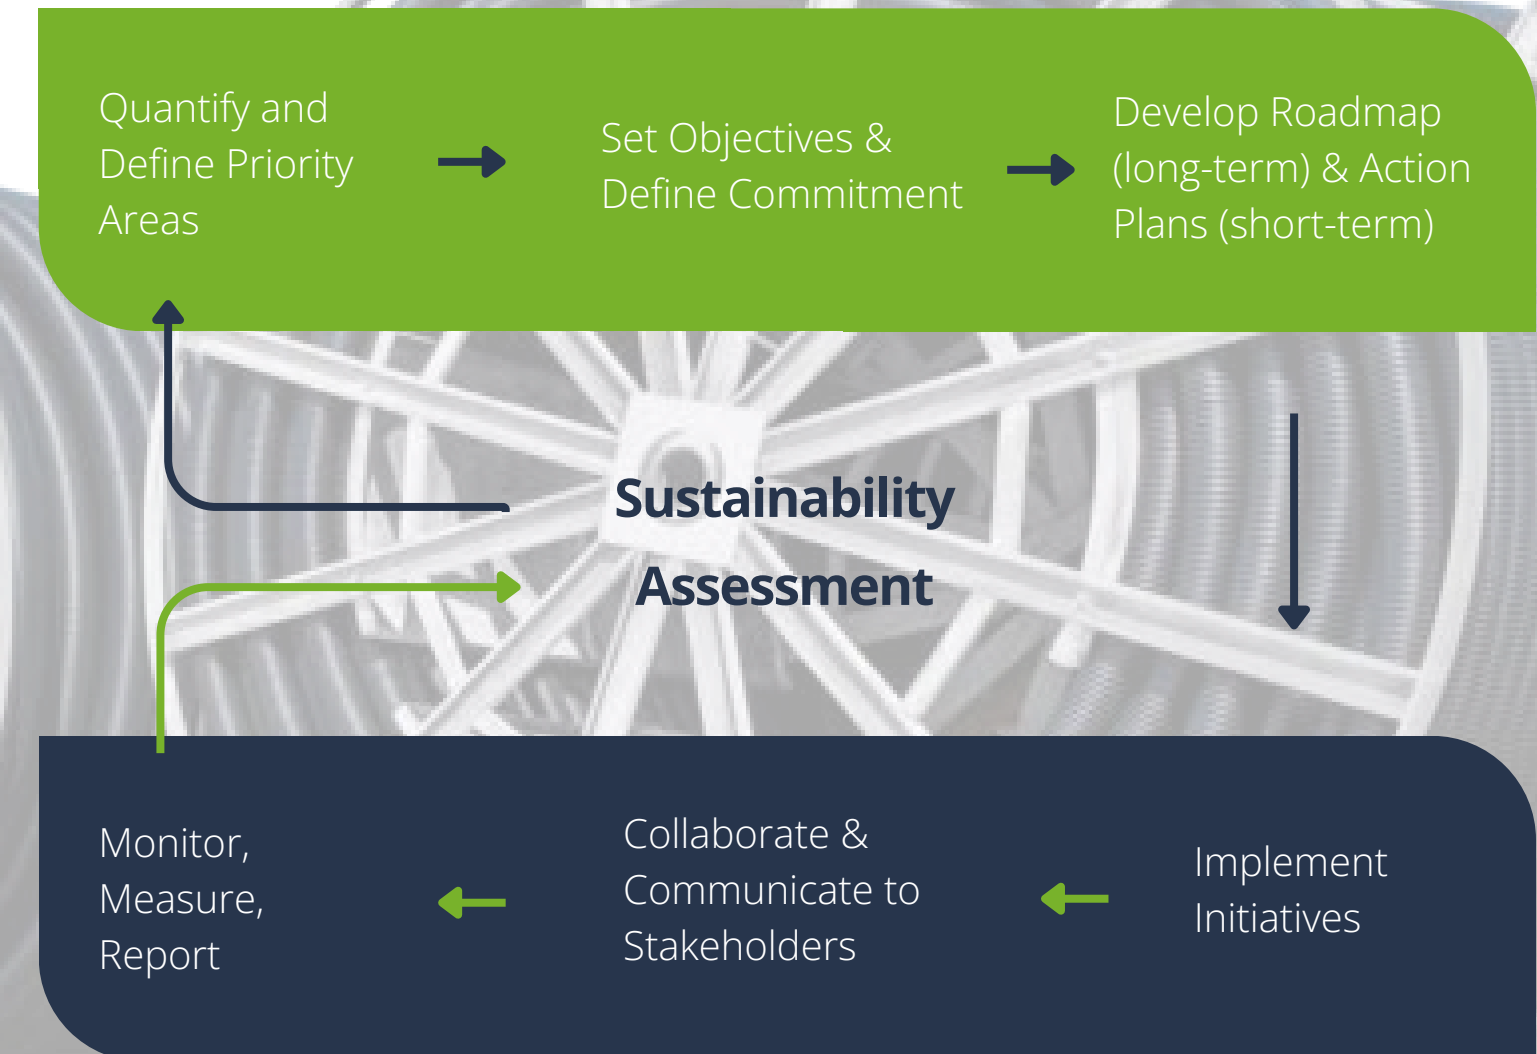 Quantify and
Define Priority
Areas
Set Objectives &
Define Commitment
Develop Roadmap
(long-term) & Action
Plans (short-term)
Sustainability
Assessment
Monitor,
Measure,
Report
Collaborate &
Communicate to
Stakeholders
Implement
Initiatives